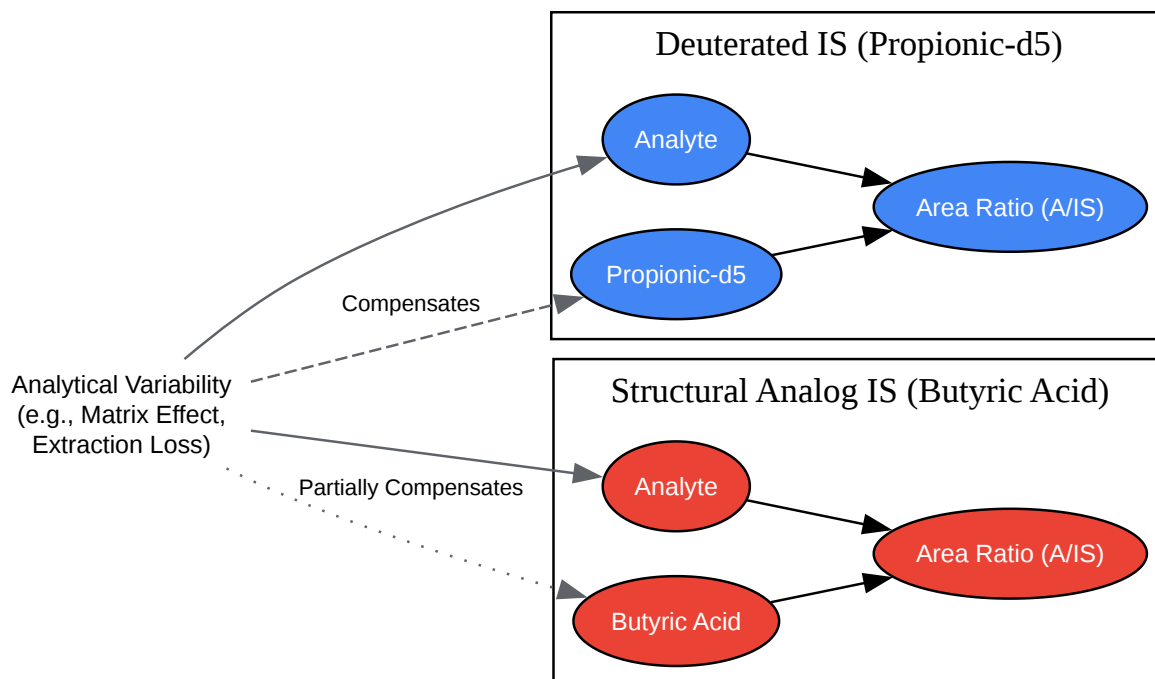 Deuterated IS (Propionic-d5)
Analyte
Area Ratio (A/IS)
Propionic-d5
Compensates
Analytical Variability
(e.g., Matrix Effect,
Extraction Loss)
Structural Analog IS (Butyric Acid)
Analyte
Partially Compensates
Area Ratio (A/IS)
Butyric Acid